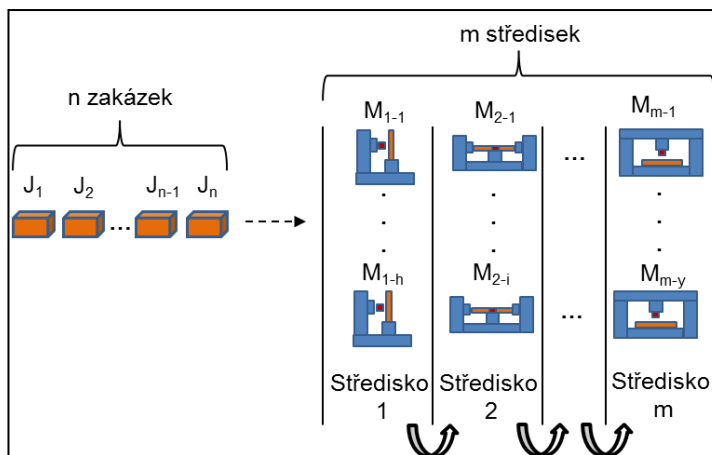 m středisek
n zakázek
M1-1 M2-1 Mm-1
J1 J2 Jn-1 Jn
...
...
M1-h M2-i Mm-y
...
Středisko 1 Středisko 2 Středisko m